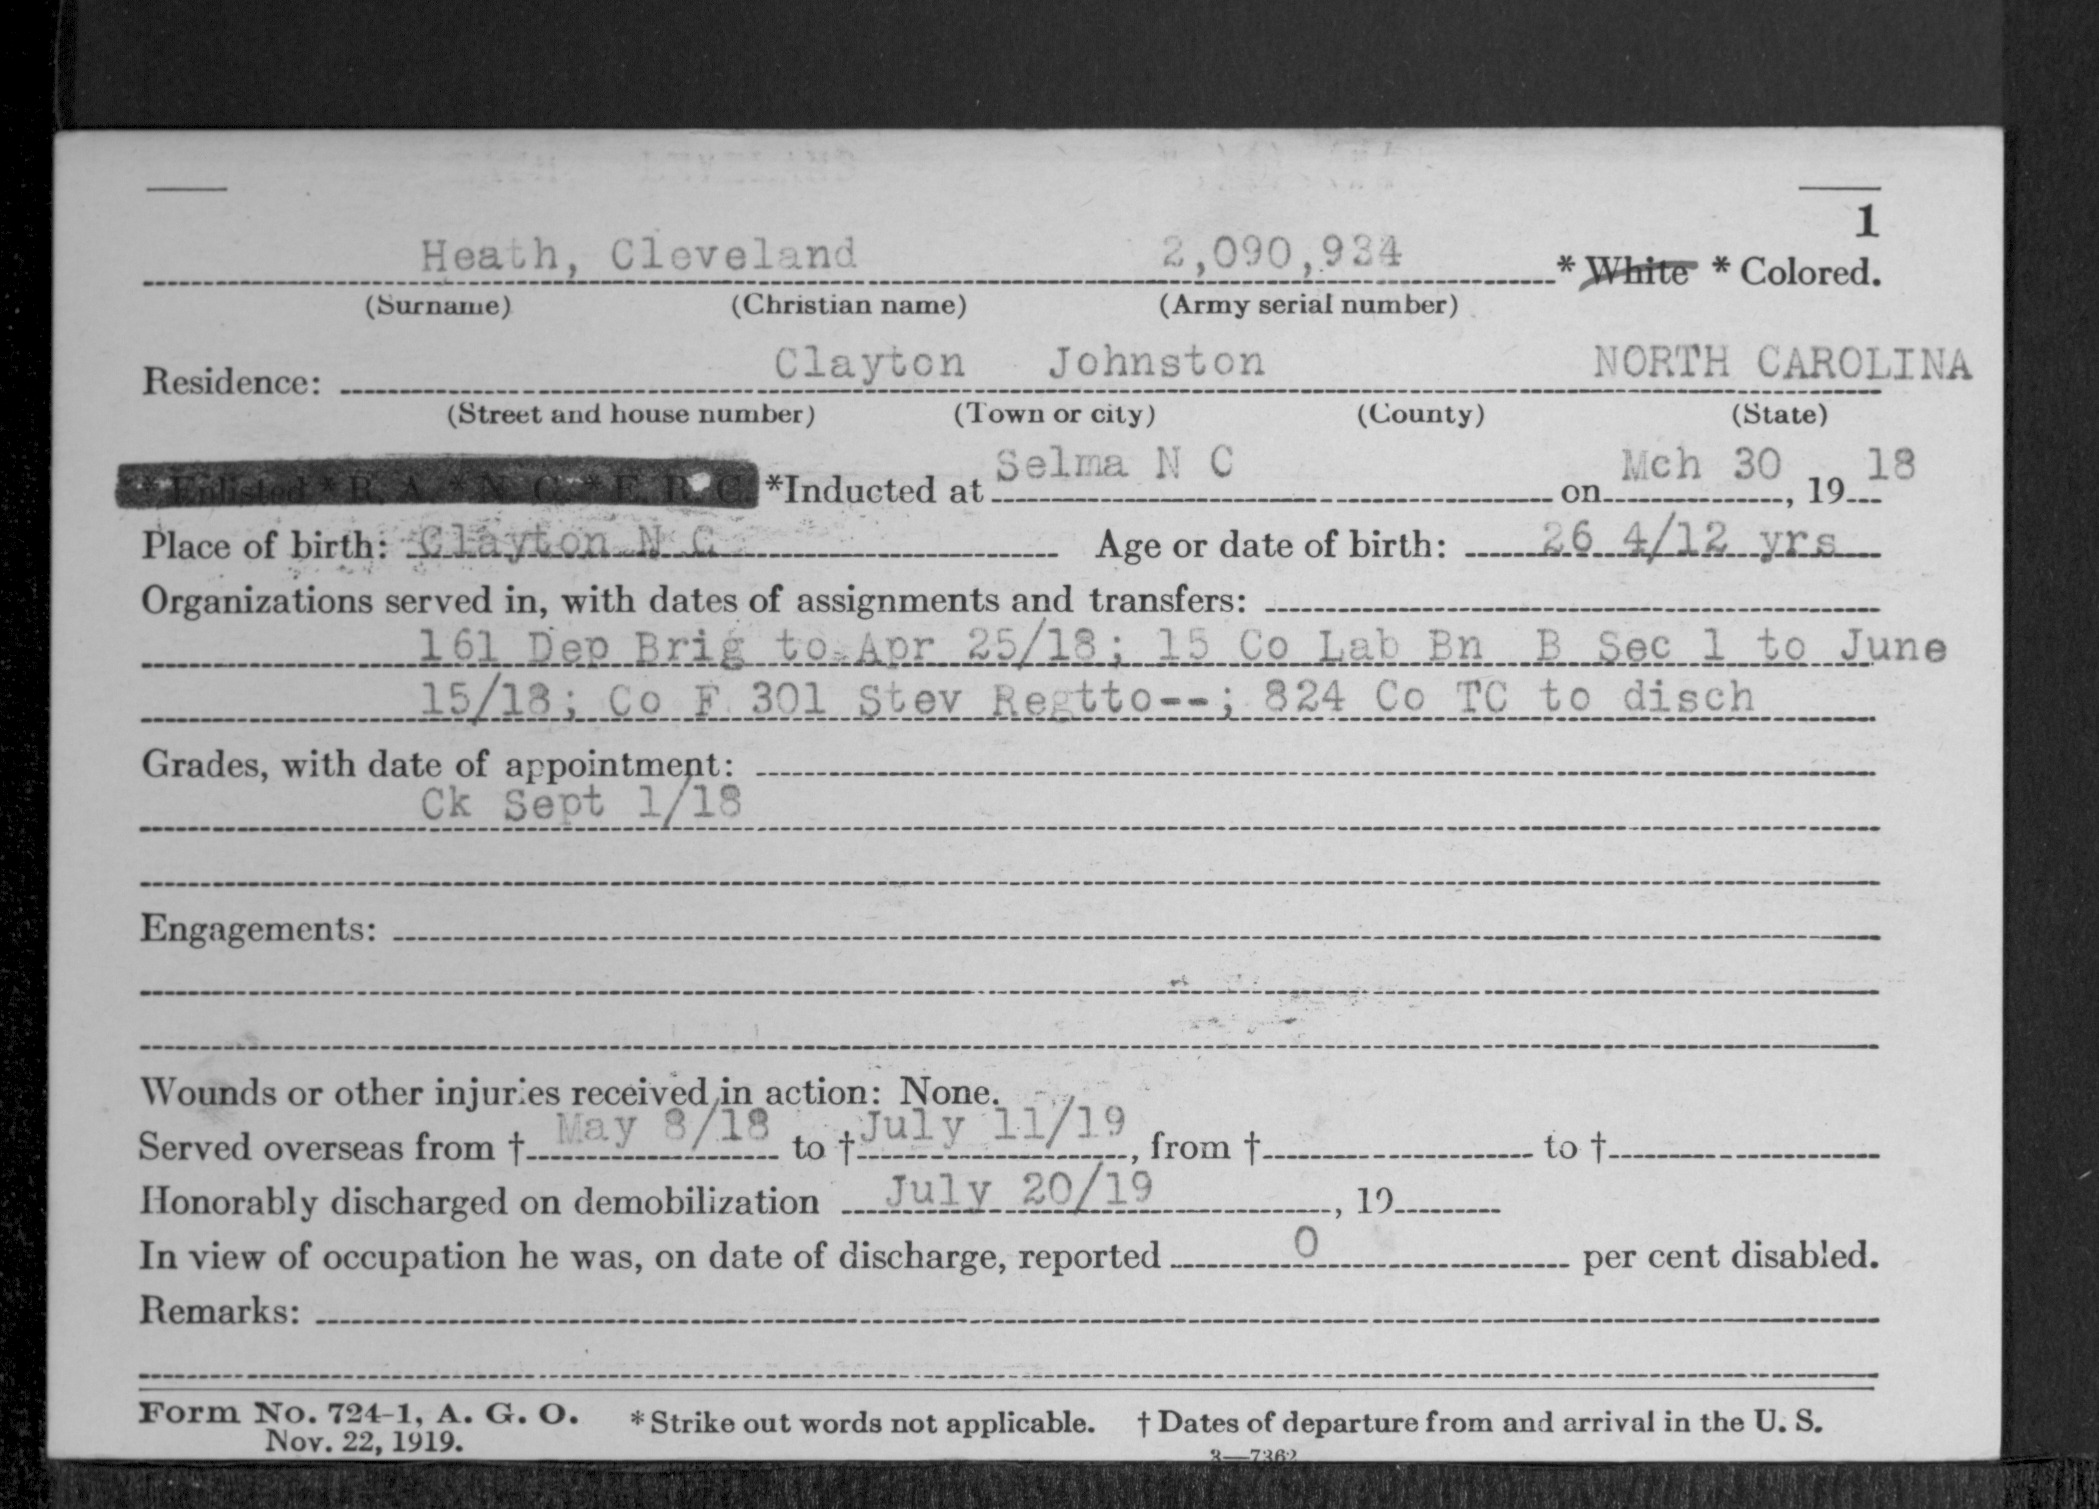 1
Heath, Cleveland 2,090,934 * White * Colored.
(Surname) (Christian name) (Army serial number)
Residence: Clayton Johnston NORTH CAROLINA
(Street and house number) (Town or city) (County) (State)
* Enlisted * R. A. * N. G. * E. R. C. *Inducted at Selma N C on Mch 30, 19 18
Place of birth: Clayton N C Age or date of birth: 26 4/12 yrs
Organizations served in, with dates of assignments and transfers:
161 Dep Brig to Apr 25/18; 15 Co Lab Bn B Sec 1 to June
15/18; Co F 301 Stev Regtto--; 824 Co TC to disch
Grades, with date of appointment:
Ck Sept 1/18
Engagements:
Wounds or other injuries received in action: None.
Served overseas from † May 8/18 to † July 11/19, from † to †
Honorably discharged on demobilization July 20/19, 19
In view of occupation he was, on date of discharge, reported 0 per cent disabled.
Remarks:
Form No. 724-1, A. G. O. * Strike out words not applicable. † Dates of departure from and arrival in the U. S.
Nov. 22, 1919.
3—7362